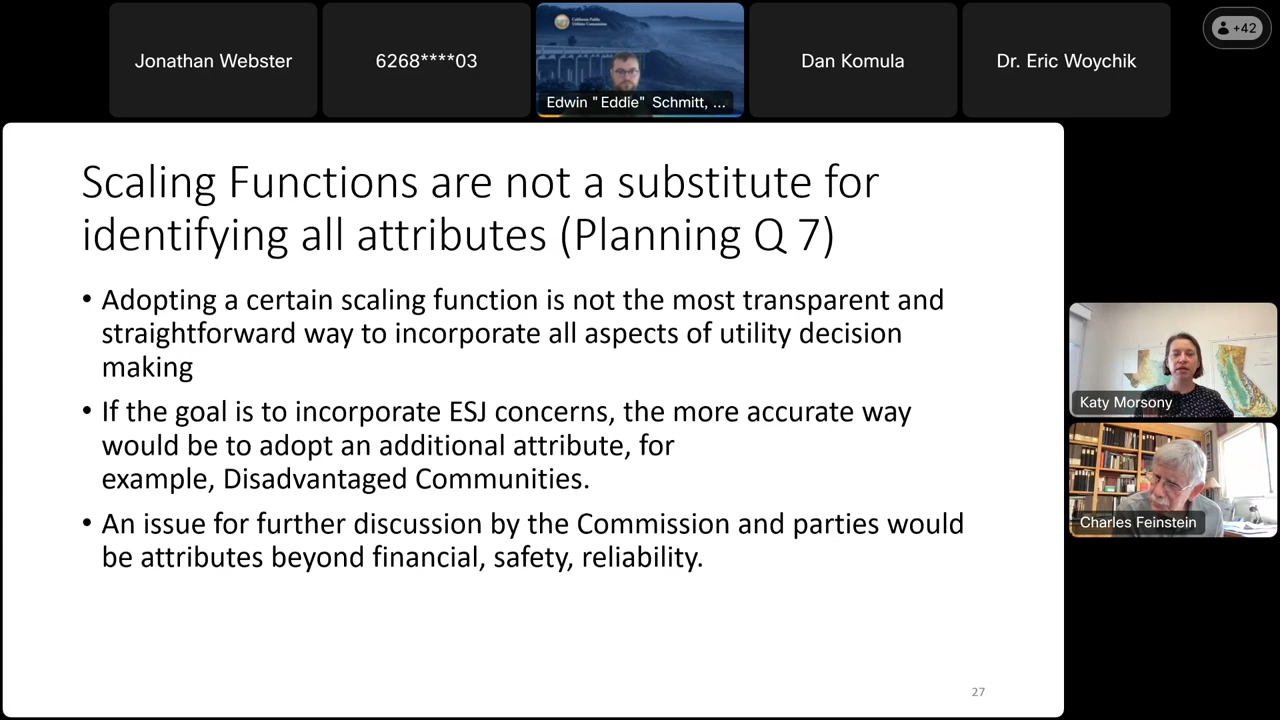 Jonathan Webster
6268****03
California Public
Utilities Commission
Edwin "Eddie" Schmitt, ...
Dan Komula
Dr. Eric Woychik
+42
Scaling Functions are not a substitute for
identifying all attributes (Planning Q 7)
• Adopting a certain scaling function is not the most transparent and
straightforward way to incorporate all aspects of utility decision
making
• If the goal is to incorporate ESJ concerns, the more accurate way
would be to adopt an additional attribute, for
example, Disadvantaged Communities.
• An issue for further discussion by the Commission and parties would
be attributes beyond financial, safety, reliability.
27
Katy Morsony
Charles Feinstein